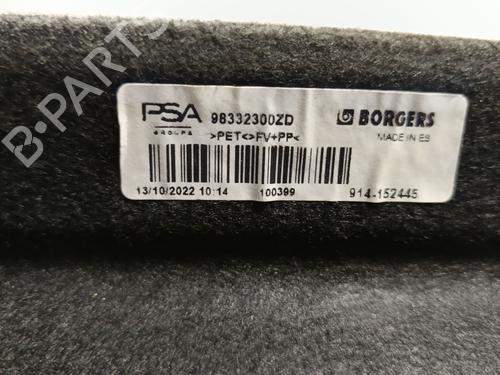 B-PARTS
PSA 98332300ZD BORGERS
GROUPE >PET<>FV+PP< MADE IN ES
13/10/2022 10:14 100399 914-152445